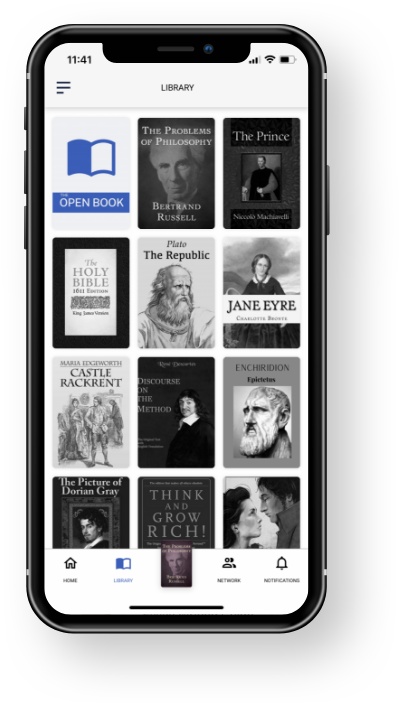 11:41
LIBRARY
THE
OPEN BOOK
THE PROBLEMS
OF PHILOSOPHY
BERTRAND
RUSSELL
The Prince
Niccolò Machiavelli
The
HOLY
BIBLE
1611 EDITION
King James Version
Plato
The Republic
JANE EYRE
CHARLOTTE BRONTE
MARIA EDGEWORTH
CASTLE
RACKRENT
RENE DESCARTES
DISCOURSE
ON
THE
METHOD
ENCHIRIDION
Epictetus
The Picture of
Dorian Gray
THINK
AND
GROW
RICH!
THE PROBLEMS
OF PHILOSOPHY
BERTRAND
RUSSELL
HOME
LIBRARY
NETWORK
NOTIFICATIONS